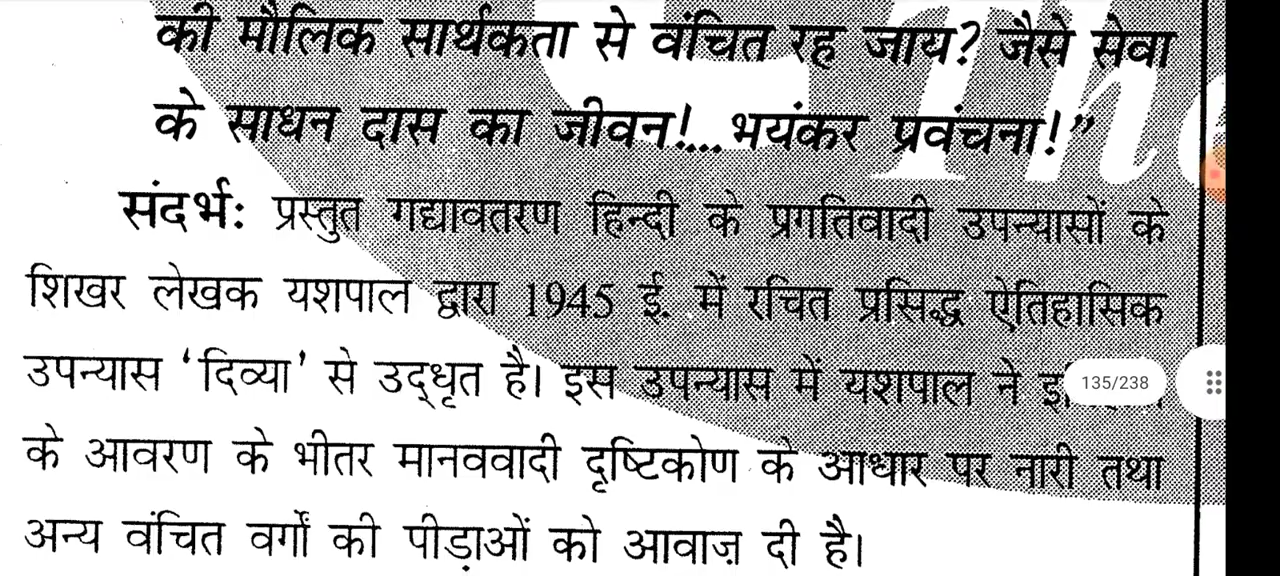 की मौलिक सार्थकता से वंचित रह जाय? जैसे सेवा
के साधन दास का जीवन!...भयंकर प्रवंचना!”
संदर्भः प्रस्तुत गद्यावतरण हिन्दी के प्रगतिवादी उपन्यासों के
शिखर लेखक यशपाल द्वारा 1945 ई. में रचित प्रसिद्ध ऐतिहासिक
उपन्यास ‘दिव्या’ से उद्धृत है। इस उपन्यास में यशपाल ने
135/238
के आवरण के भीतर मानववादी दृष्टिकोण के आधार पर नारी तथा
अन्य वंचित वर्गों की पीड़ाओं को आवाज़ दी है।